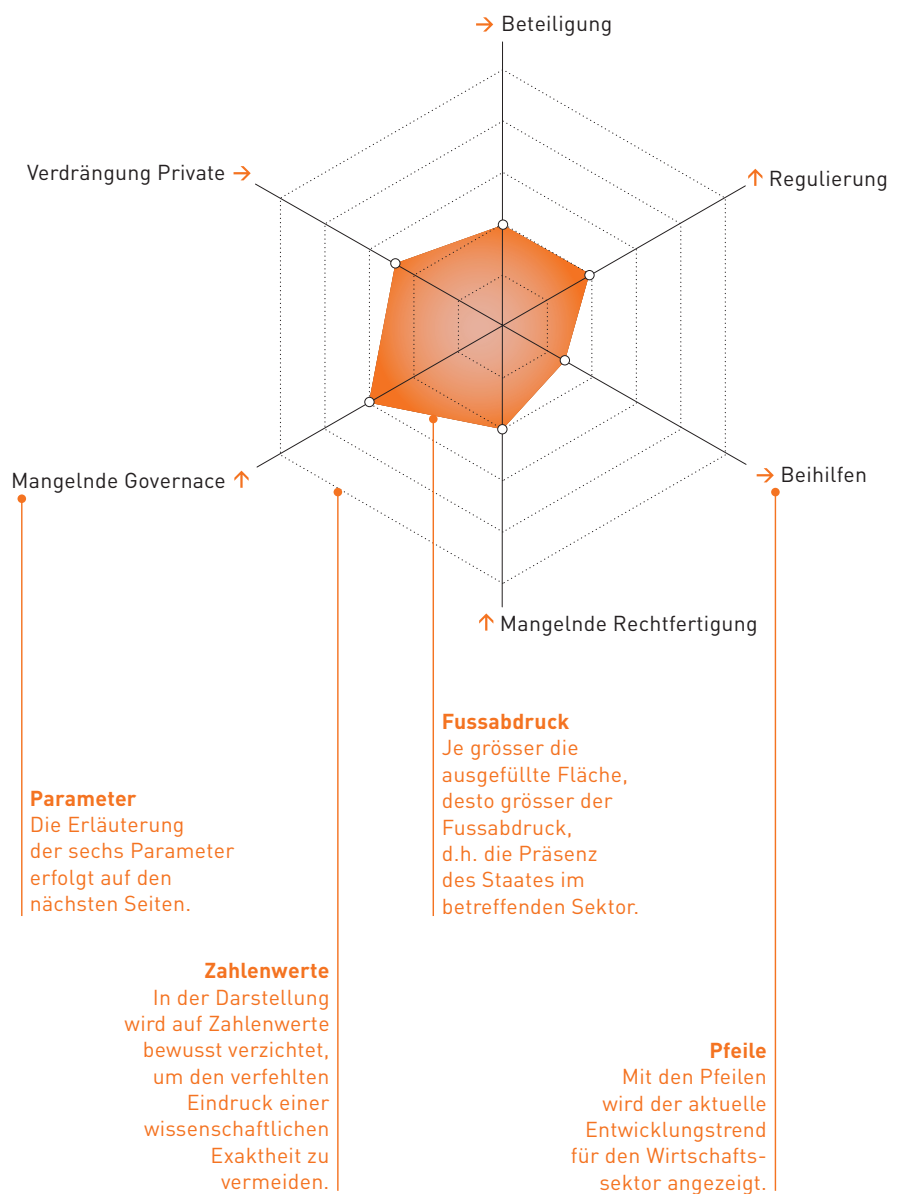 → Beteiligung
Verdrängung Private →
↑ Regulierung
Mangelnde Governace ↑
→ Beihilfen
↑ Mangelnde Rechtfertigung
Fussabdruck
Je grösser die
ausgefüllte Fläche,
desto grösser der
Fussabdruck,
d.h. die Präsenz
des Staates im
betreffenden Sektor.
Parameter
Die Erläuterung
der sechs Parameter
erfolgt auf den
nächsten Seiten.
Zahlenwerte
In der Darstellung
wird auf Zahlenwerte
bewusst verzichtet,
um den verfehlten
Eindruck einer
wissenschaftlichen
Exaktheit zu
vermeiden.
Pfeile
Mit den Pfeilen
wird der aktuelle
Entwicklungstrend
für den Wirtschafts-
sektor angezeigt.